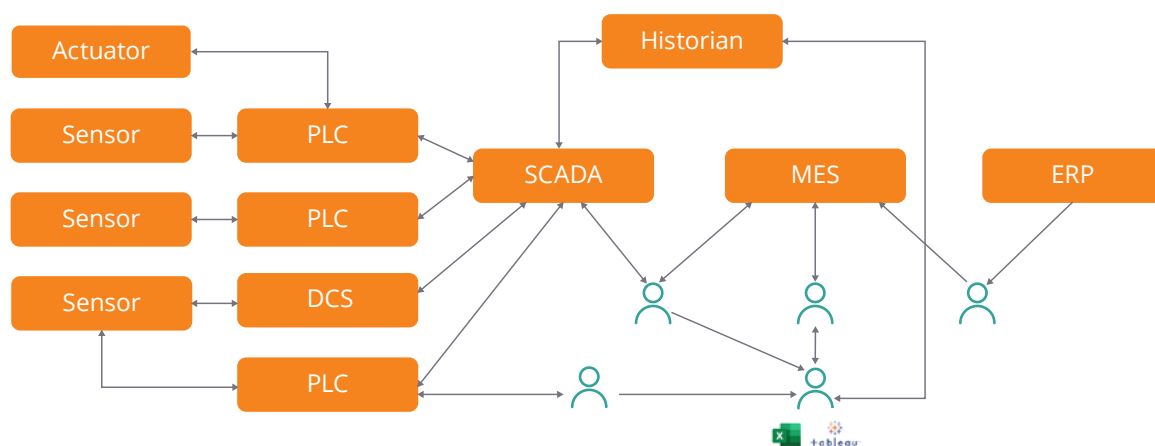 Actuator
Historian
Sensor
PLC
SCADA
MES
ERP
Sensor
PLC
Sensor
DCS
PLC
X
tableau